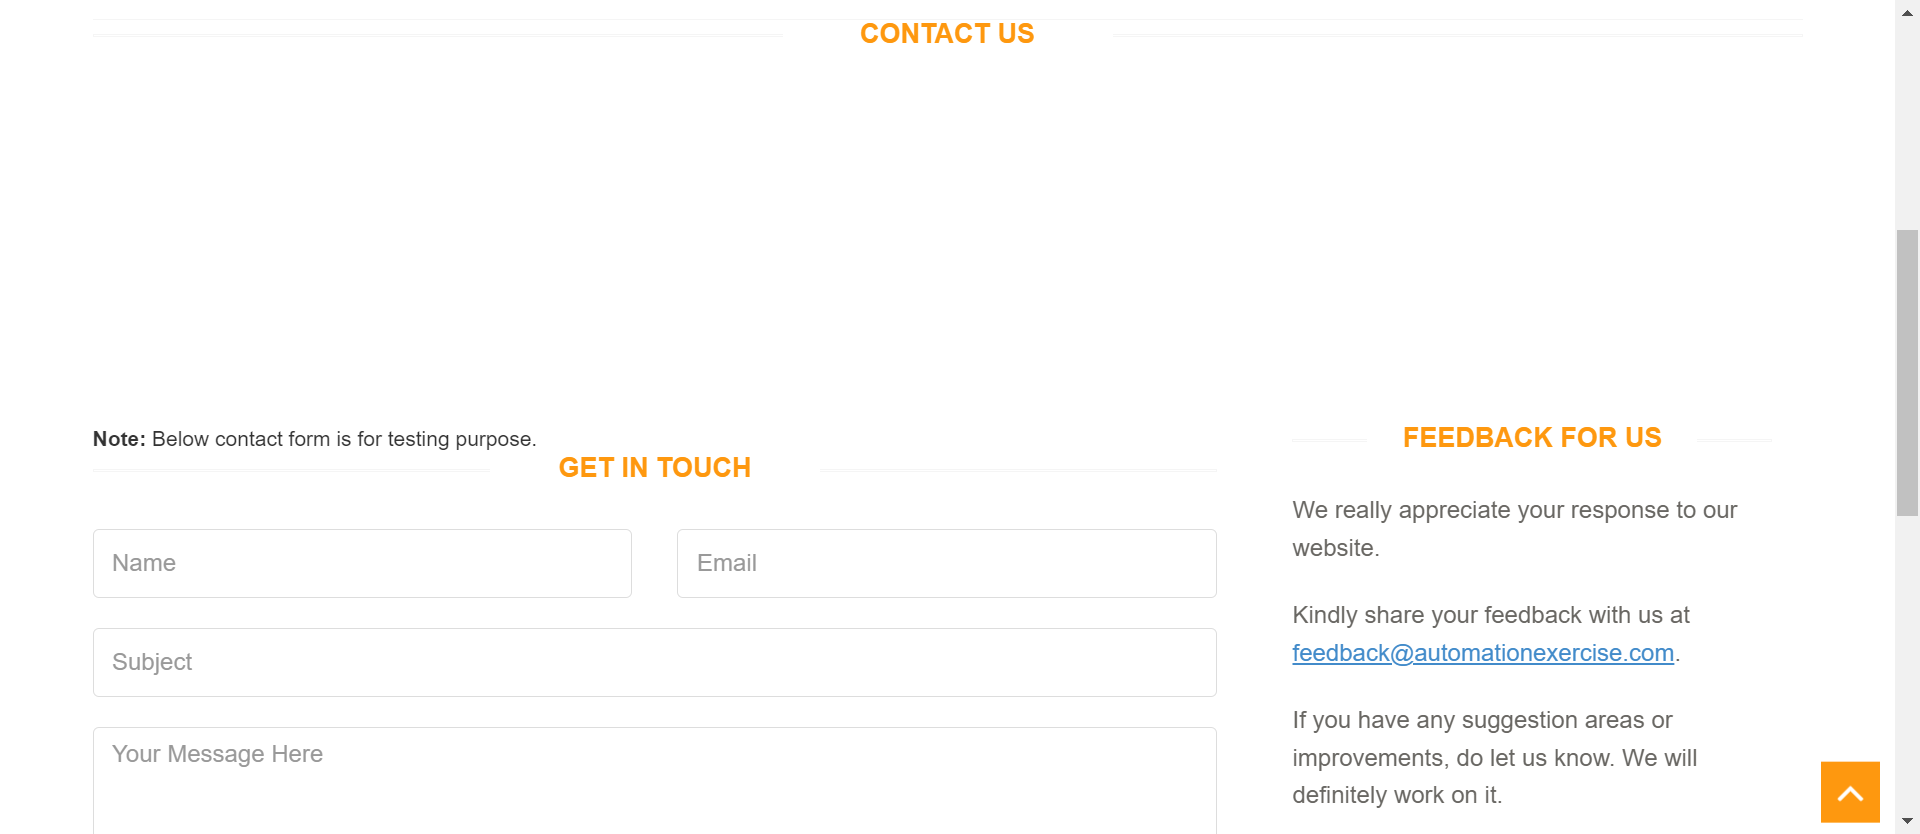 CONTACT US
Note: Below contact form is for testing purpose.
GET IN TOUCH
Name
Email
Subject
Your Message Here
FEEDBACK FOR US
We really appreciate your response to our
website.
Kindly share your feedback with us at
feedback@automationexercise.com.
If you have any suggestion areas or
improvements, do let us know. We will
definitely work on it.